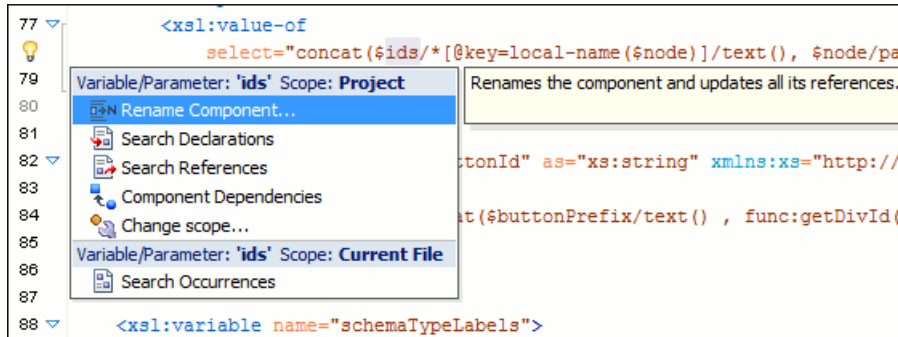 77 <xsl:value-of
select="concat($ids/*[@key=local-name($node)]/text(), $node/pa
79 Variable/Parameter: 'ids' Scope: Project
Renames the component and updates all its references.
80 Rename Component...
81 Search Declarations
82 Search References
ttonId" as="xs:string" xmlns:xs="http://
83 Component Dependencies
84 Change scope...
at($buttonPrefix/text() , func:getDivId(
85 Variable/Parameter: 'ids' Scope: Current File
86 Search Occurrences
87
88 <xsl:variable name="schemaTypeLabels">